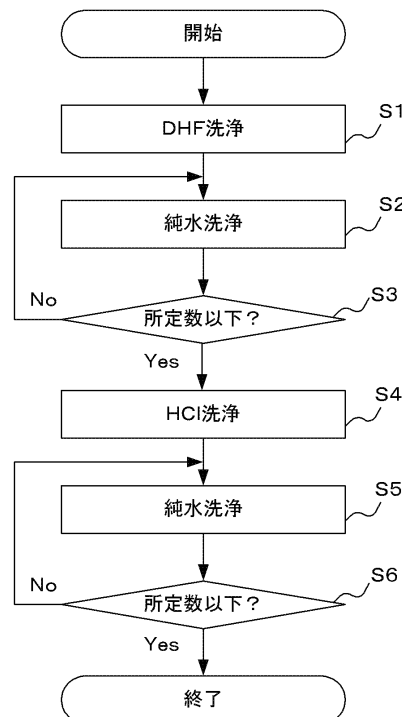 開始
DHF洗浄
S1
純水洗浄
S2
所定数以下？
S3
No
Yes
HCl洗浄
S4
純水洗浄
S5
所定数以下？
S6
No
Yes
終了